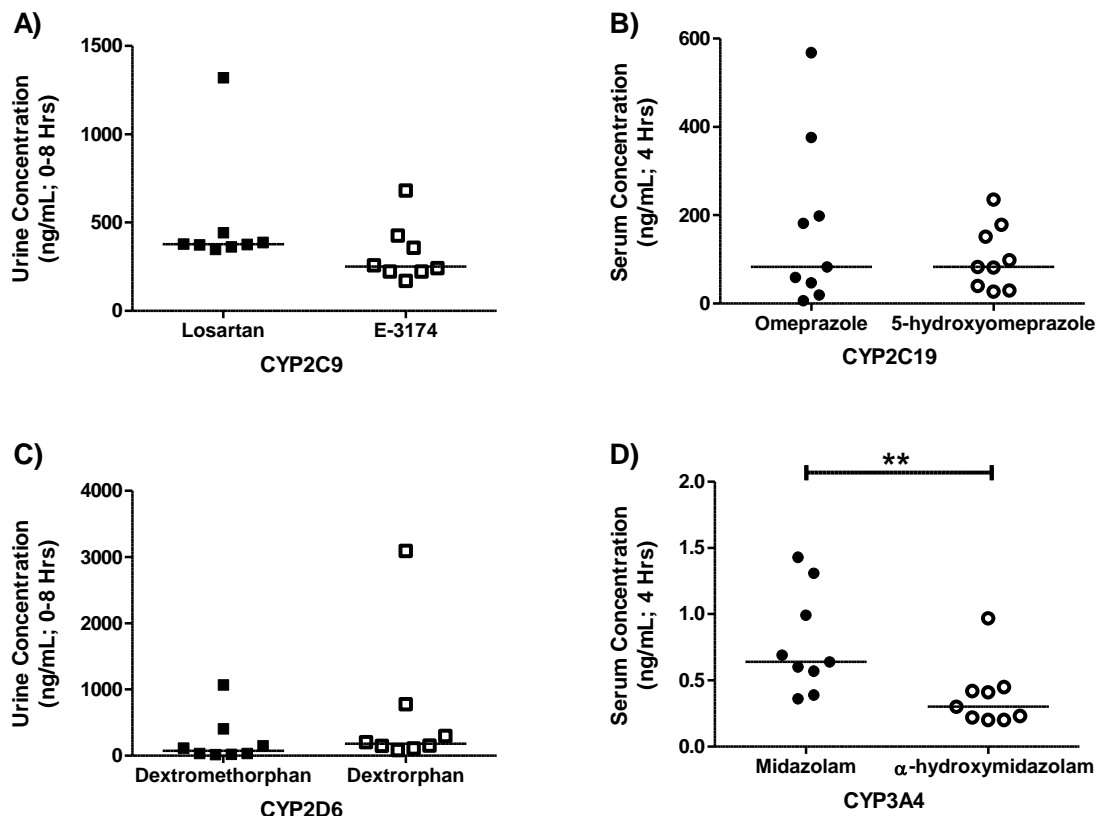 A)
Urine Concentration
(ng/mL; 0-8 Hrs)
1500
1000
500
0
Losartan E-3174
CYP2C9
B)
Serum Concentration
(ng/mL; 4 Hrs)
600
400
200
0
Omeprazole 5-hydroxyomeprazole
CYP2C19
C)
Urine Concentration
(ng/mL; 0-8 Hrs)
4000
3000
2000
1000
0
Dextromethorphan Dextrorphan
CYP2D6
D)
**
Serum Concentration
(ng/mL; 4 Hrs)
2.0
1.5
1.0
0.5
0.0
Midazolam α-hydroxymidazolam
CYP3A4